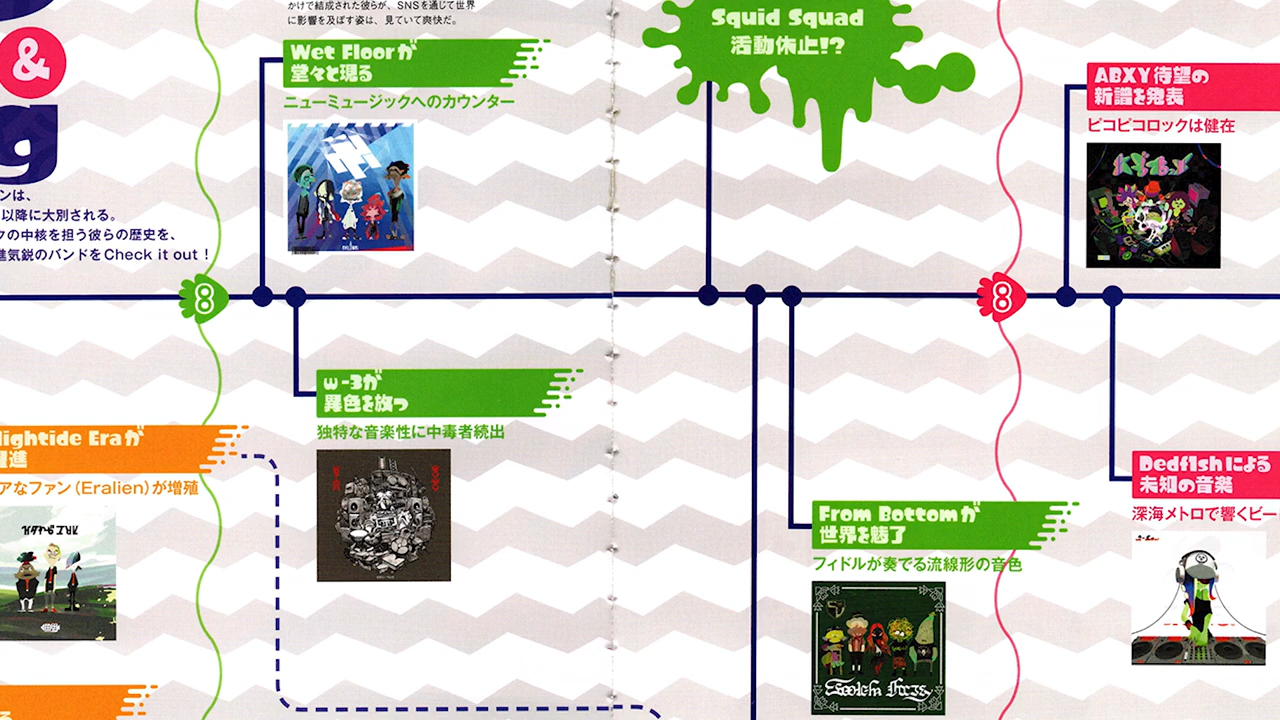 かけで結成された彼らが、SNSを通じて世界
に影響を及ぼす姿は、見ていて爽快だ。
&
g
ンは、
以降に大別される。
クの中核を担う彼らの歴史を、
進気鋭のバンドをCheck it out！
Wet Floorが
堂々と現る
ニューミュージックへのカウンター
Squid Squad
活動休止!?
ABXY待望の
新譜を発表
ピコピコロックは健在
8
8
ω-3が
異色を放つ
独特な音楽性に中毒者続出
Hightide Eraが
躍進
アなファン（Eralien）が増殖
From Bottomが
世界を魅了
フィドルが奏でる流線形の音色
Dedf1shによる
未知の音楽
深海メトロで響くビー
る